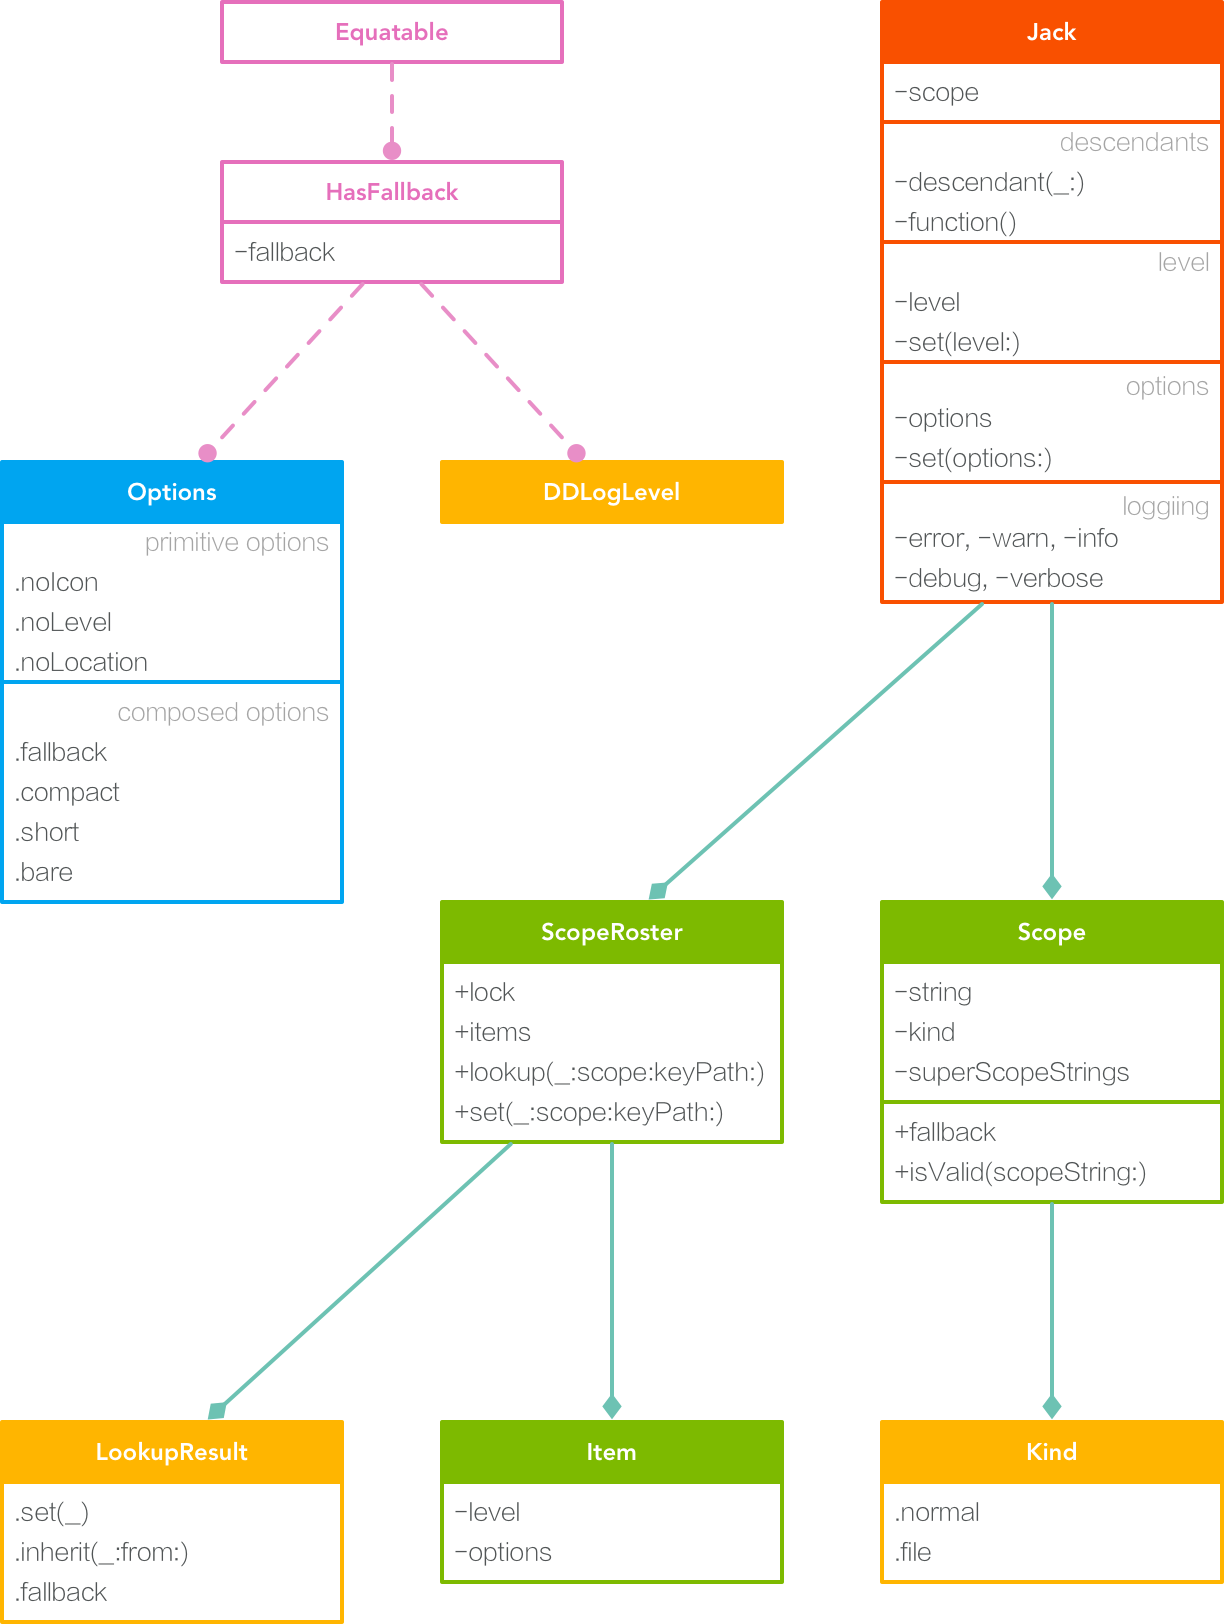 Equatable
HasFallback
-fallback
Jack
-scope
descendants
-descendant(_:)
-function()
level
-level
-set(level:)
options
-options
-set(options:)
loggiing
-error, -warn, -info
-debug, -verbose
Options
primitive options
.noIcon
.noLevel
.noLocation
composed options
.fallback
.compact
.short
.bare
DDLogLevel
ScopeRoster
+lock
+items
+lookup(_:scope:keyPath:)
+set(_:scope:keyPath:)
Scope
-string
-kind
-superScopeStrings
+fallback
+isValid(scopeString:)
LookupResult
.set(_)
.inherit(_:from:)
.fallback
Item
-level
-options
Kind
.normal
.file